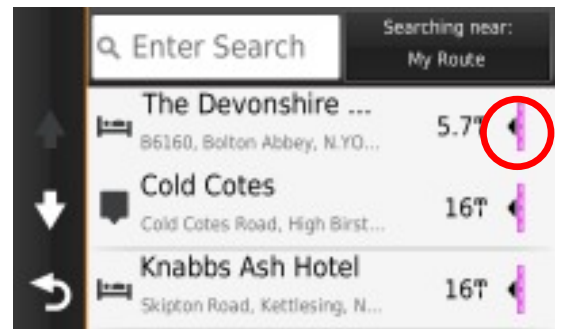 Enter Search
Searching near:
My Route
The Devonshire ...
B6160, Bolton Abbey, N.YO...
5.7
Cold Cotes
Cold Cotes Road, High Birst...
16
Knabbs Ash Hotel
Skipton Road, Kettlesing, N...
16